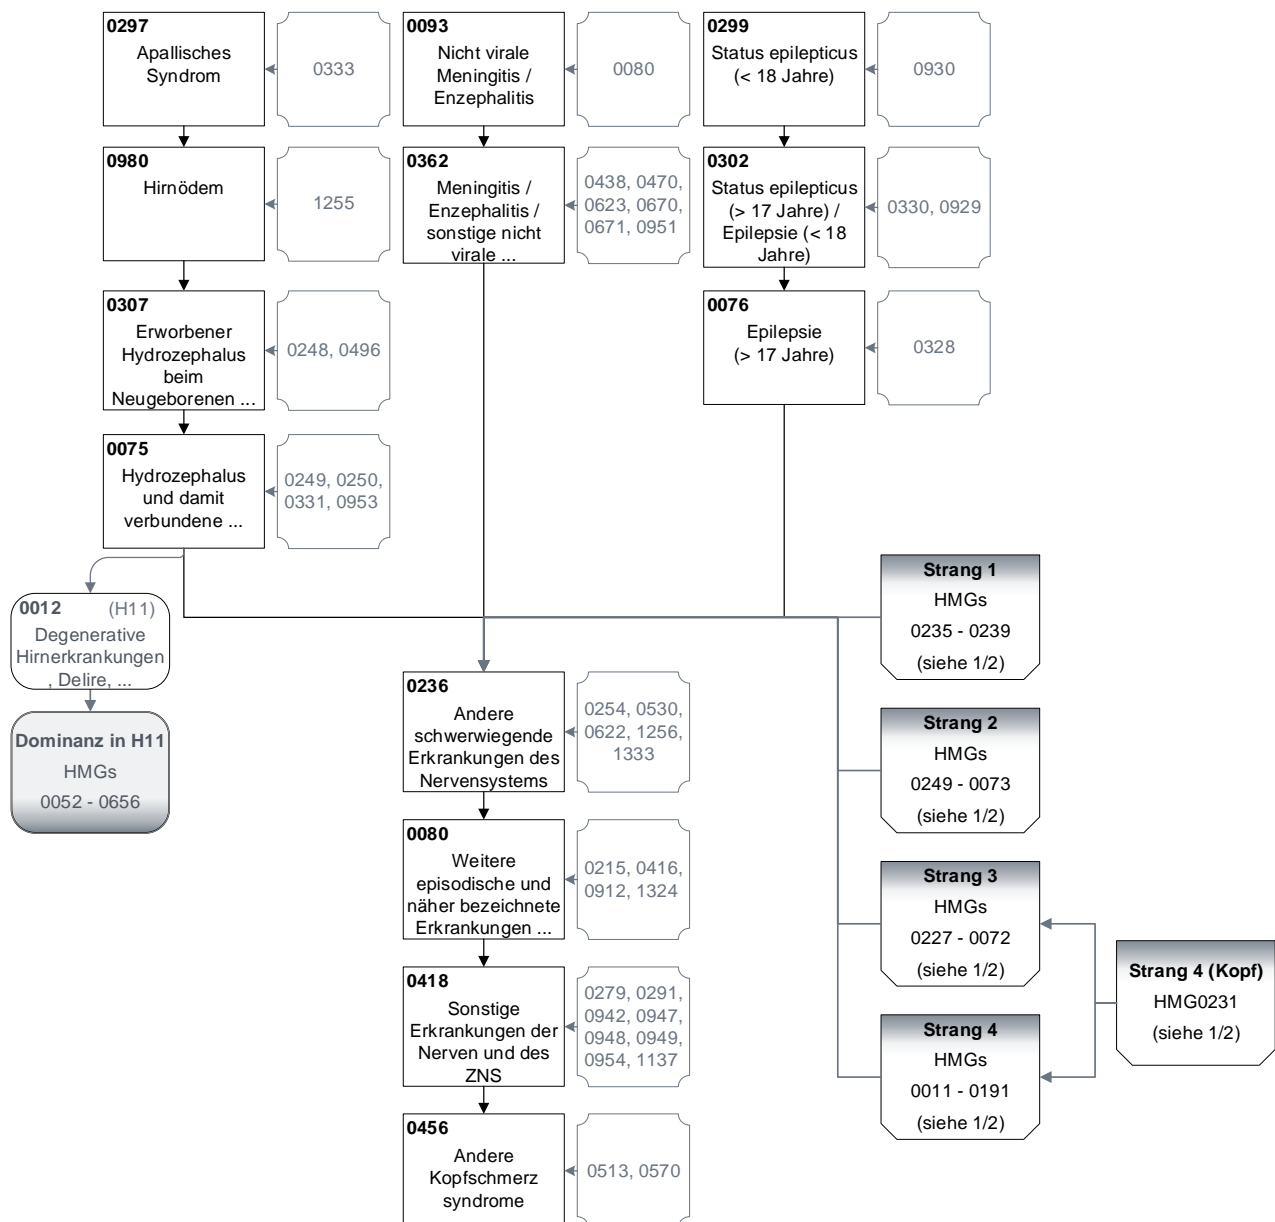 0297
Apallisches
Syndrom
0333
0093
Nicht virale
Meningitis /
Enzephalitis
0080
0299
Status epilepticus
(< 18 Jahre)
0930
0980
Hirnödem
1255
0362
Meningitis /
Enzephalitis /
sonstige nicht
virale ...
0438, 0470,
0623, 0670,
0671, 0951
0302
Status epilepticus
(> 17 Jahre) /
Epilepsie (< 18
Jahre)
0330, 0929
0307
Erworbener
Hydrozephalus
beim
Neugeborenen ...
0248, 0496
0076
Epilepsie
(> 17 Jahre)
0328
0075
Hydrozephalus
und damit
verbundene ...
0249, 0250,
0331, 0953
0012 (H11)
Degenerative
Hirnerkrankungen
, Delire, ...
Dominanz in H11
HMGs
0052 - 0656
Strang 1
HMGs
0235 - 0239
(siehe 1/2)
0236
Andere
schwerwiegende
Erkrankungen des
Nervensystems
0254, 0530,
0622, 1256,
1333
Strang 2
HMGs
0249 - 0073
(siehe 1/2)
0080
Weitere
episodische und
näher bezeichnete
Erkrankungen ...
0215, 0416,
0912, 1324
Strang 3
HMGs
0227 - 0072
(siehe 1/2)
Strang 4 (Kopf)
HMG0231
(siehe 1/2)
0418
Sonstige
Erkrankungen der
Nerven und des
ZNS
0279, 0291,
0942, 0947,
0948, 0949,
0954, 1137
Strang 4
HMGs
0011 - 0191
(siehe 1/2)
0456
Andere
Kopfschmerz
syndrome
0513, 0570